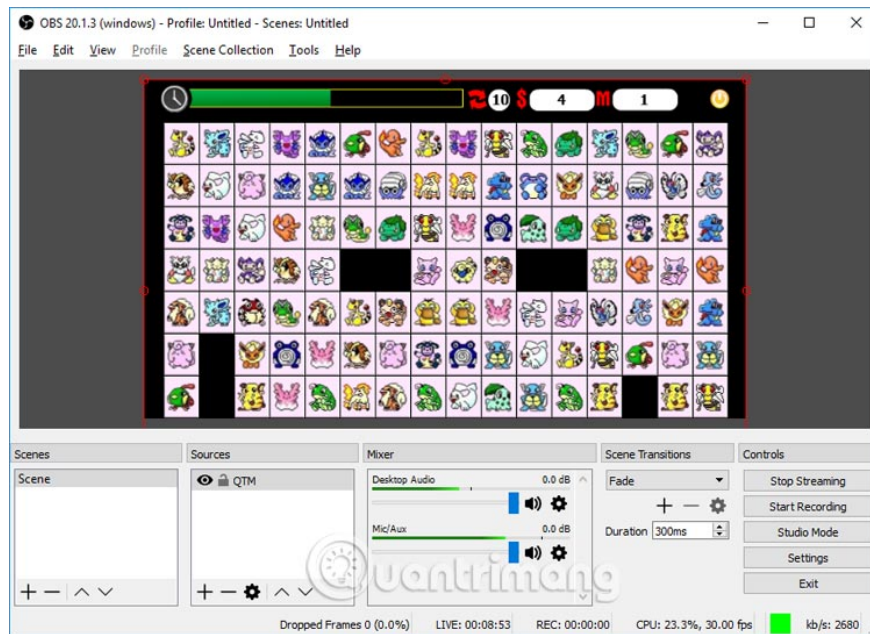 OBS 20.1.3 (windows) - Profile: Untitled - Scenes: Untitled
File Edit View Profile Scene Collection Tools Help
10 $ 4 m 1
Scenes Sources Mixer Scene Transitions Controls
Scene QTM Desktop Audio 0.0 dB Fade Stop Streaming
Start Recording
Mic/Aux 0.0 dB Duration 300ms Studio Mode
Settings
Quantrimang
Exit
Dropped Frames 0 (0.0%) LIVE: 00:08:53 REC: 00:00:00 CPU: 23.3%, 30.00 fps kb/s: 2680